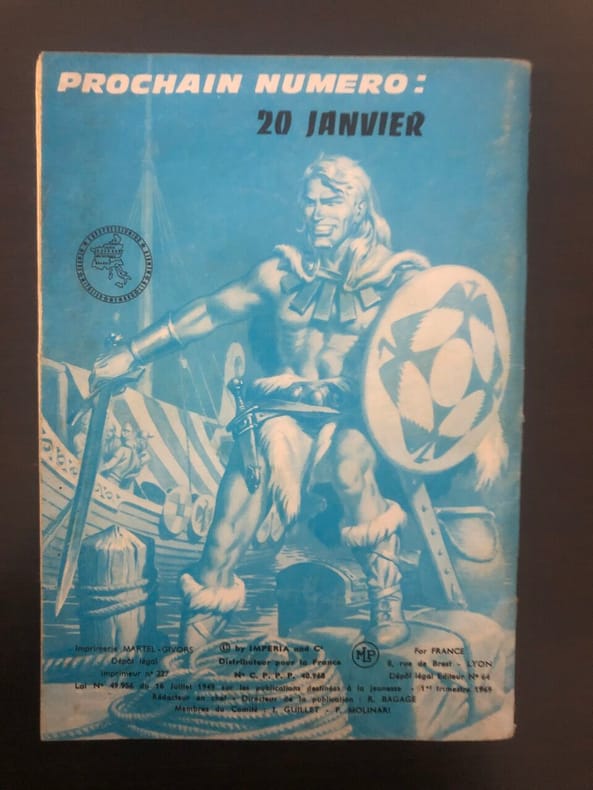 PROCHAIN NUMERO:
20 JANVIER
Imprimerie MARTEL-GIVORS
Dépôt légal
Imprimeur n° 227
© by IMPERIA and C°
Distributeur pour la France
N° C. P. P. P. 40.968
MLP
For FRANCE
8, rue de Brest - LYON
Dépôt légal Editeur N° 64
Loi N° 49.956 du 16 Juillet 1949 sur les publications destinées à la jeunesse - 1er trimestre 1969
Rédacteur en chef - Directeur de la publication : R. BAGAGE
Membres du Comité : J. GUILLET - P. MOLINARI